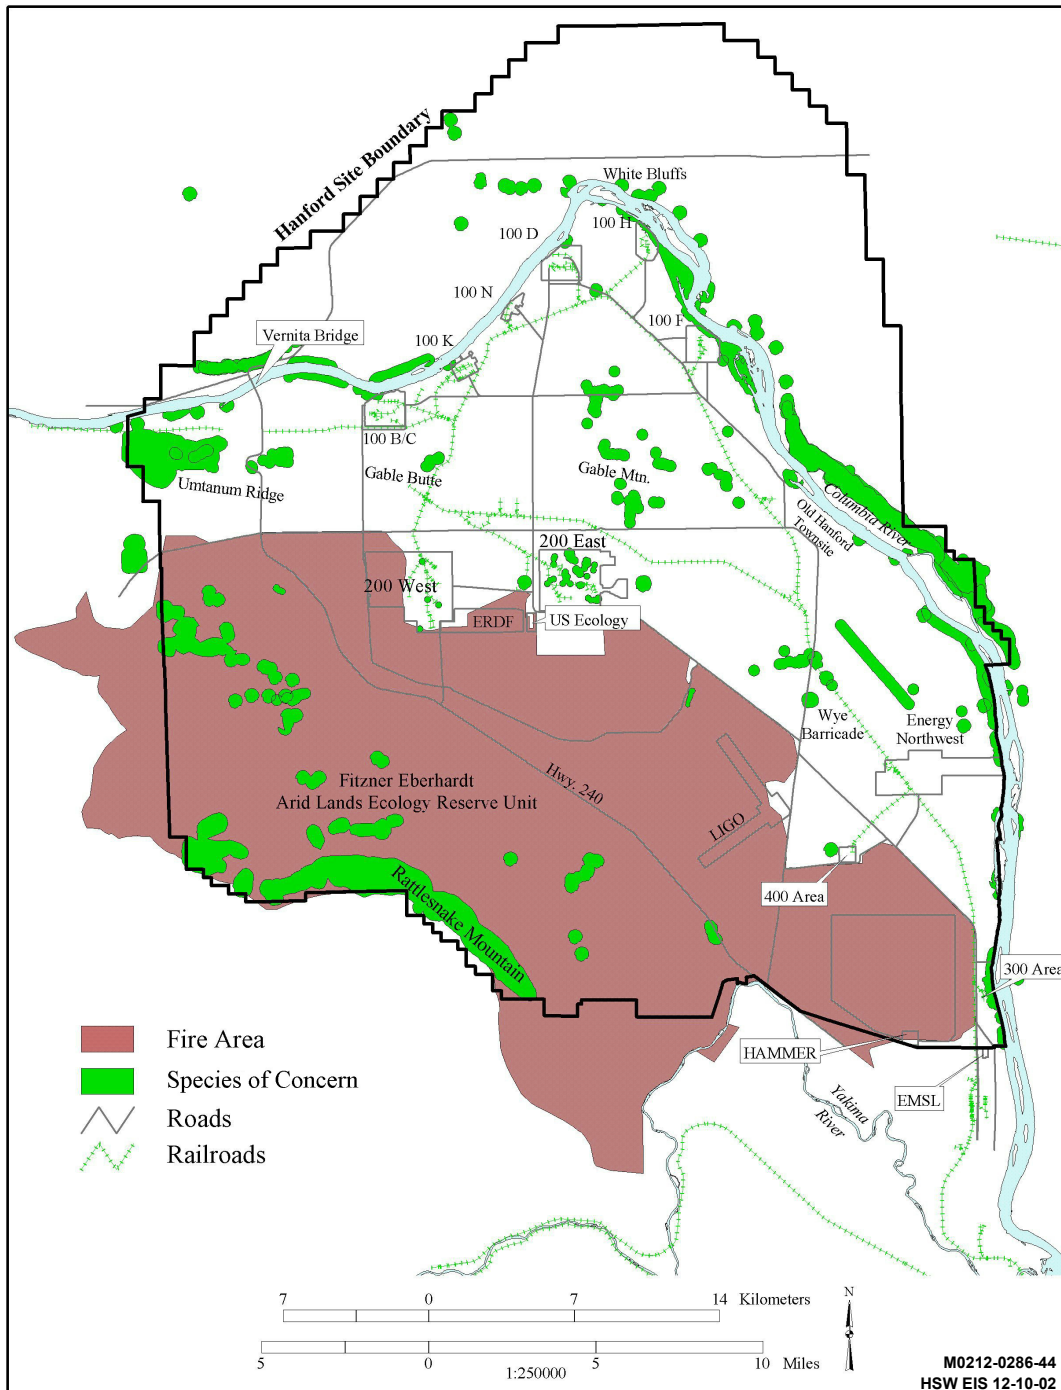 Hanford Site Boundary
White Bluffs
100 H
100 D
100 N
100 F
Vernita Bridge
100 K
100 B/C
Umtanum Ridge
Gable Butte
Gable Mtn.
Columbia River
Old Hanford
Townsite
200 East
200 West
ERDF
US Ecology
Wye
Barricade
Energy
Northwest
Fitzner Eberhardt
Arid Lands Ecology Reserve Unit
Hwy. 240
LIGO
400 Area
Rattlesnake Mountain
300 Area
HAMMER
EMSL
Yakima
River
Fire Area
Species of Concern
Roads
Railroads
7 0 7 14 Kilometers
N
5 0 5 10 Miles
1:250000
M0212-0286-44
HSW EIS 12-10-02